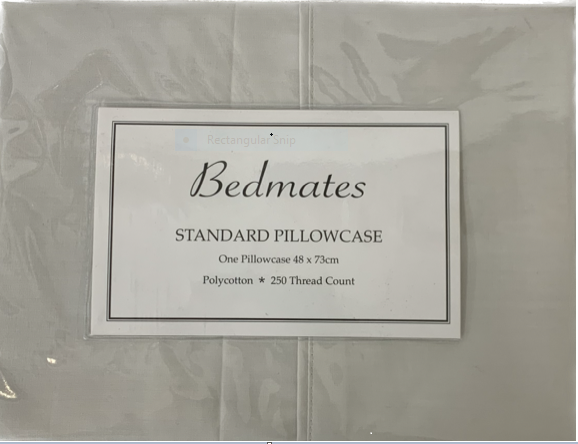 Rectangular Snip
Bedmates
STANDARD PILLOWCASE
One Pillowcase 48 x 73cm
Polycotton * 250 Thread Count